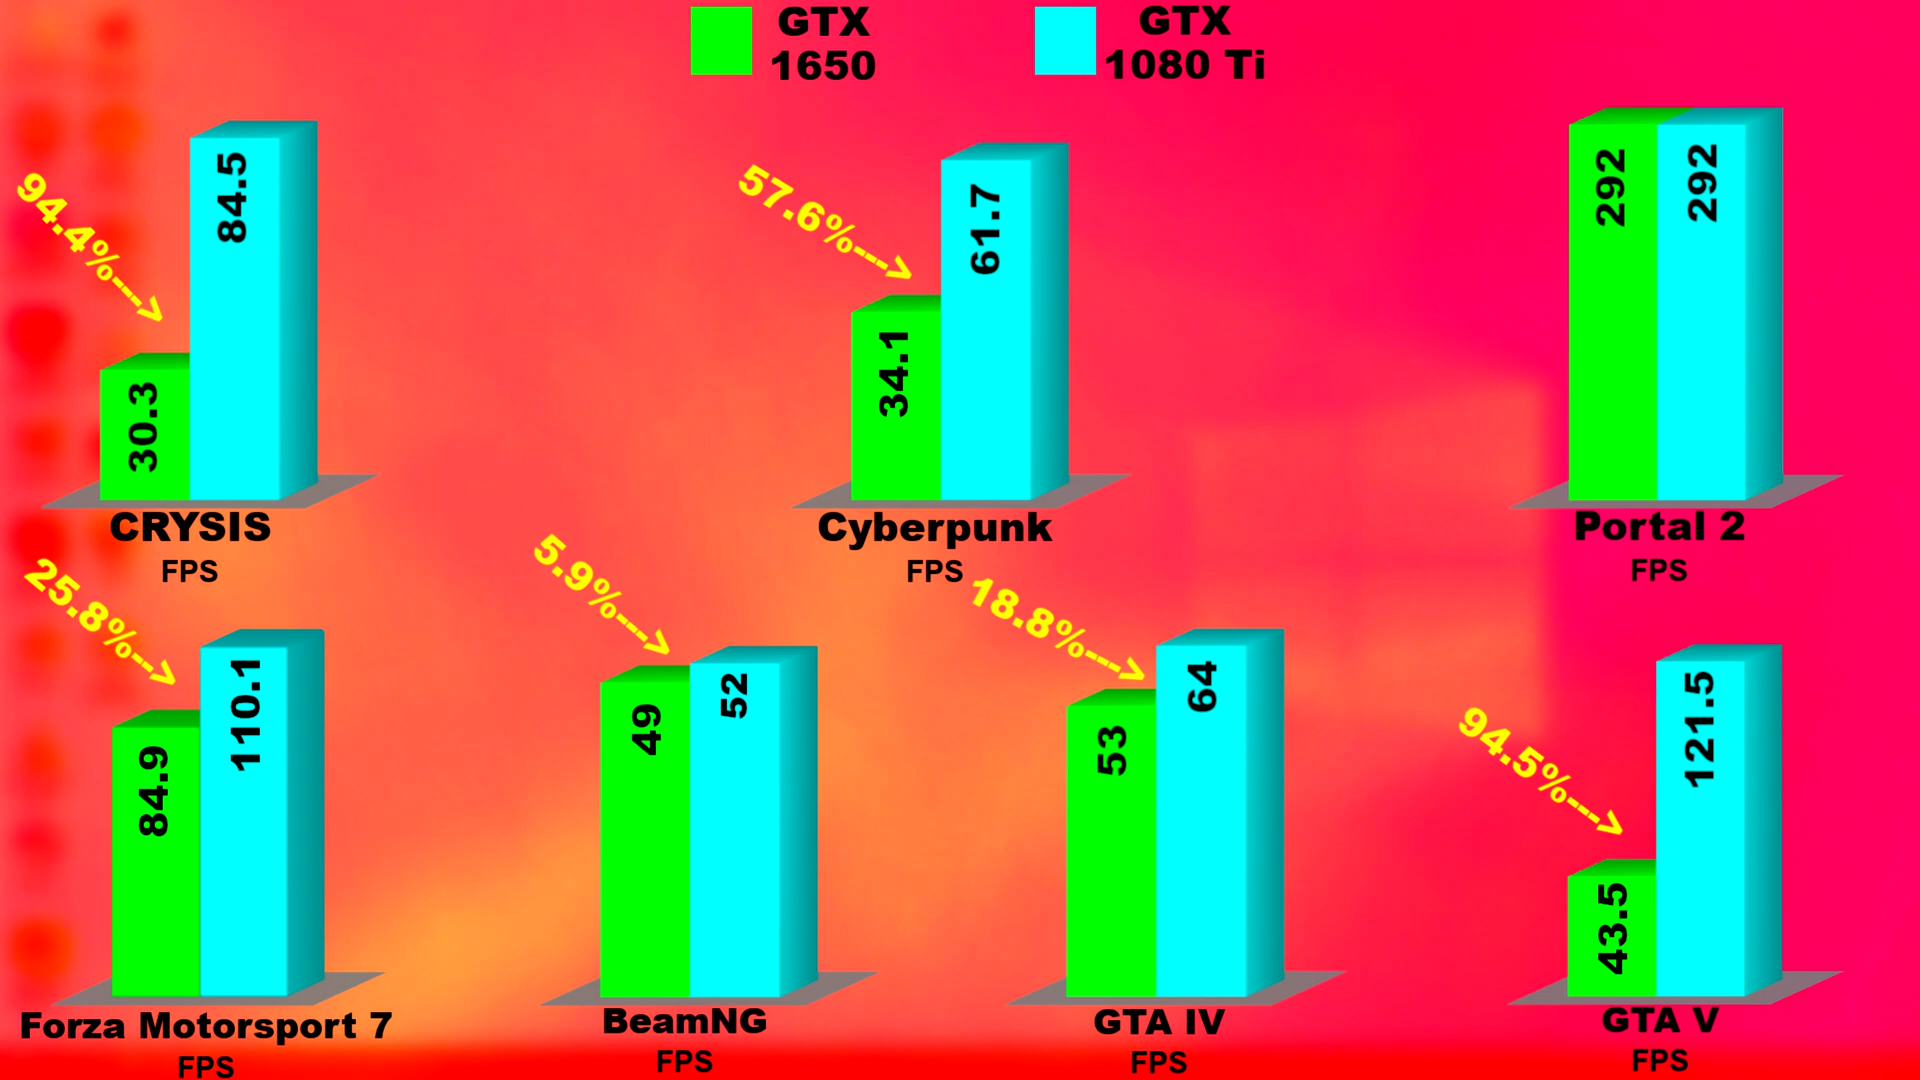 GTX
1650
GTX
1080 Ti
94.4%
30.3
84.5
CRYSIS
FPS
57.6%
34.1
61.7
Cyberpunk
FPS
292
292
Portal 2
FPS
25.8%
84.9
110.1
Forza Motorsport 7
FPS
5.9%
49
52
BeamNG
FPS
18.8%
53
64
GTA IV
FPS
94.5%
43.5
121.5
GTA V
FPS